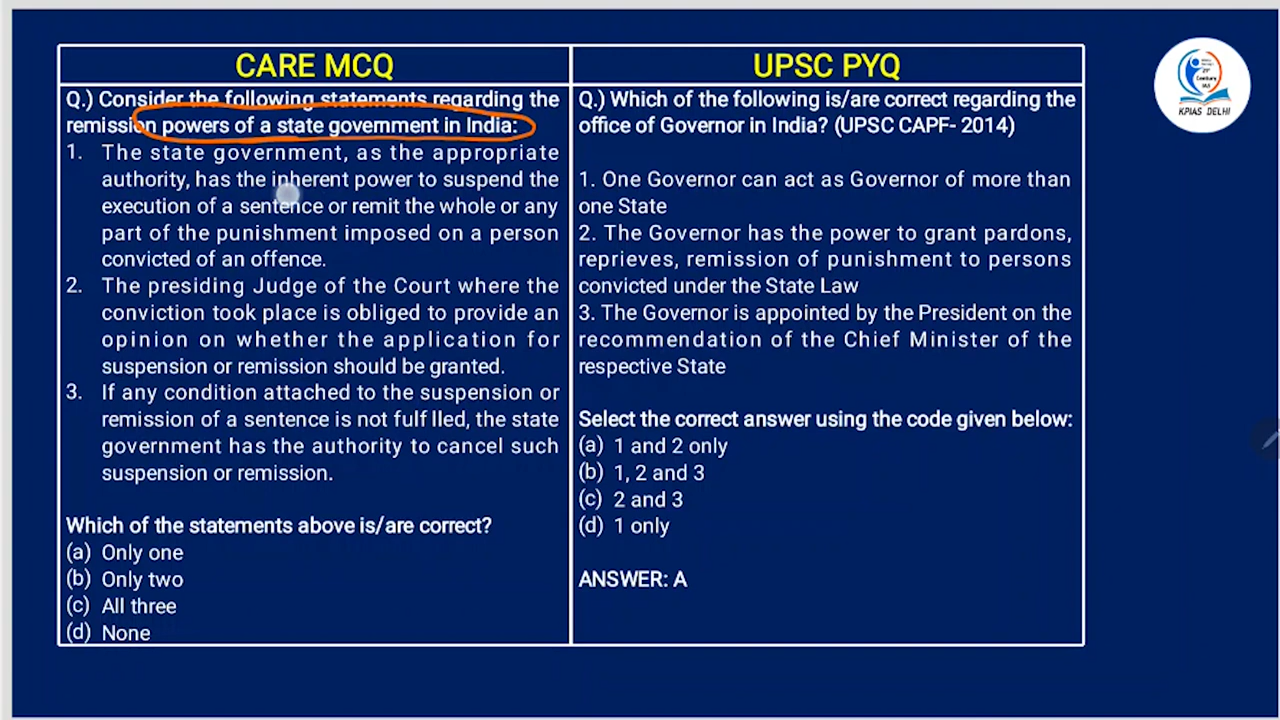 CARE MCQ
Q.) Consider the following statements regarding the
remission powers of a state government in India:
1. The state government, as the appropriate
authority, has the inherent power to suspend the
execution of a sentence or remit the whole or any
part of the punishment imposed on a person
convicted of an offence.
2. The presiding Judge of the Court where the
conviction took place is obliged to provide an
opinion on whether the application for
suspension or remission should be granted.
3. If any condition attached to the suspension or
remission of a sentence is not fulf lled, the state
government has the authority to cancel such
suspension or remission.
Which of the statements above is/are correct?
(a) Only one
(b) Only two
(c) All three
(d) None
UPSC PYQ
Q.) Which of the following is/are correct regarding the
office of Governor in India? (UPSC CAPF- 2014)
1. One Governor can act as Governor of more than
one State
2. The Governor has the power to grant pardons,
reprieves, remission of punishment to persons
convicted under the State Law
3. The Governor is appointed by the President on the
recommendation of the Chief Minister of the
respective State
Select the correct answer using the code given below:
(a) 1 and 2 only
(b) 1, 2 and 3
(c) 2 and 3
(d) 1 only
ANSWER: A
21st
Century
IAS
KPIAS DELHI